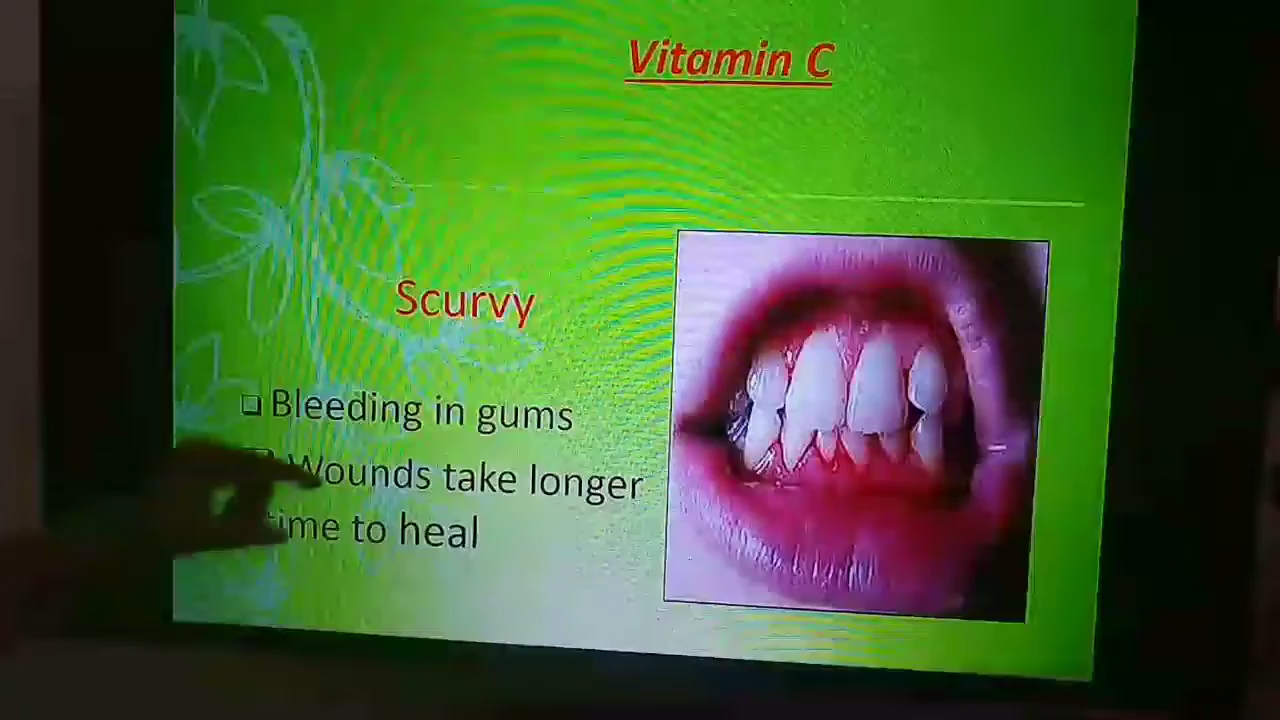 Vitamin C
Scurvy
Bleeding in gums
Wounds take longer
time to heal